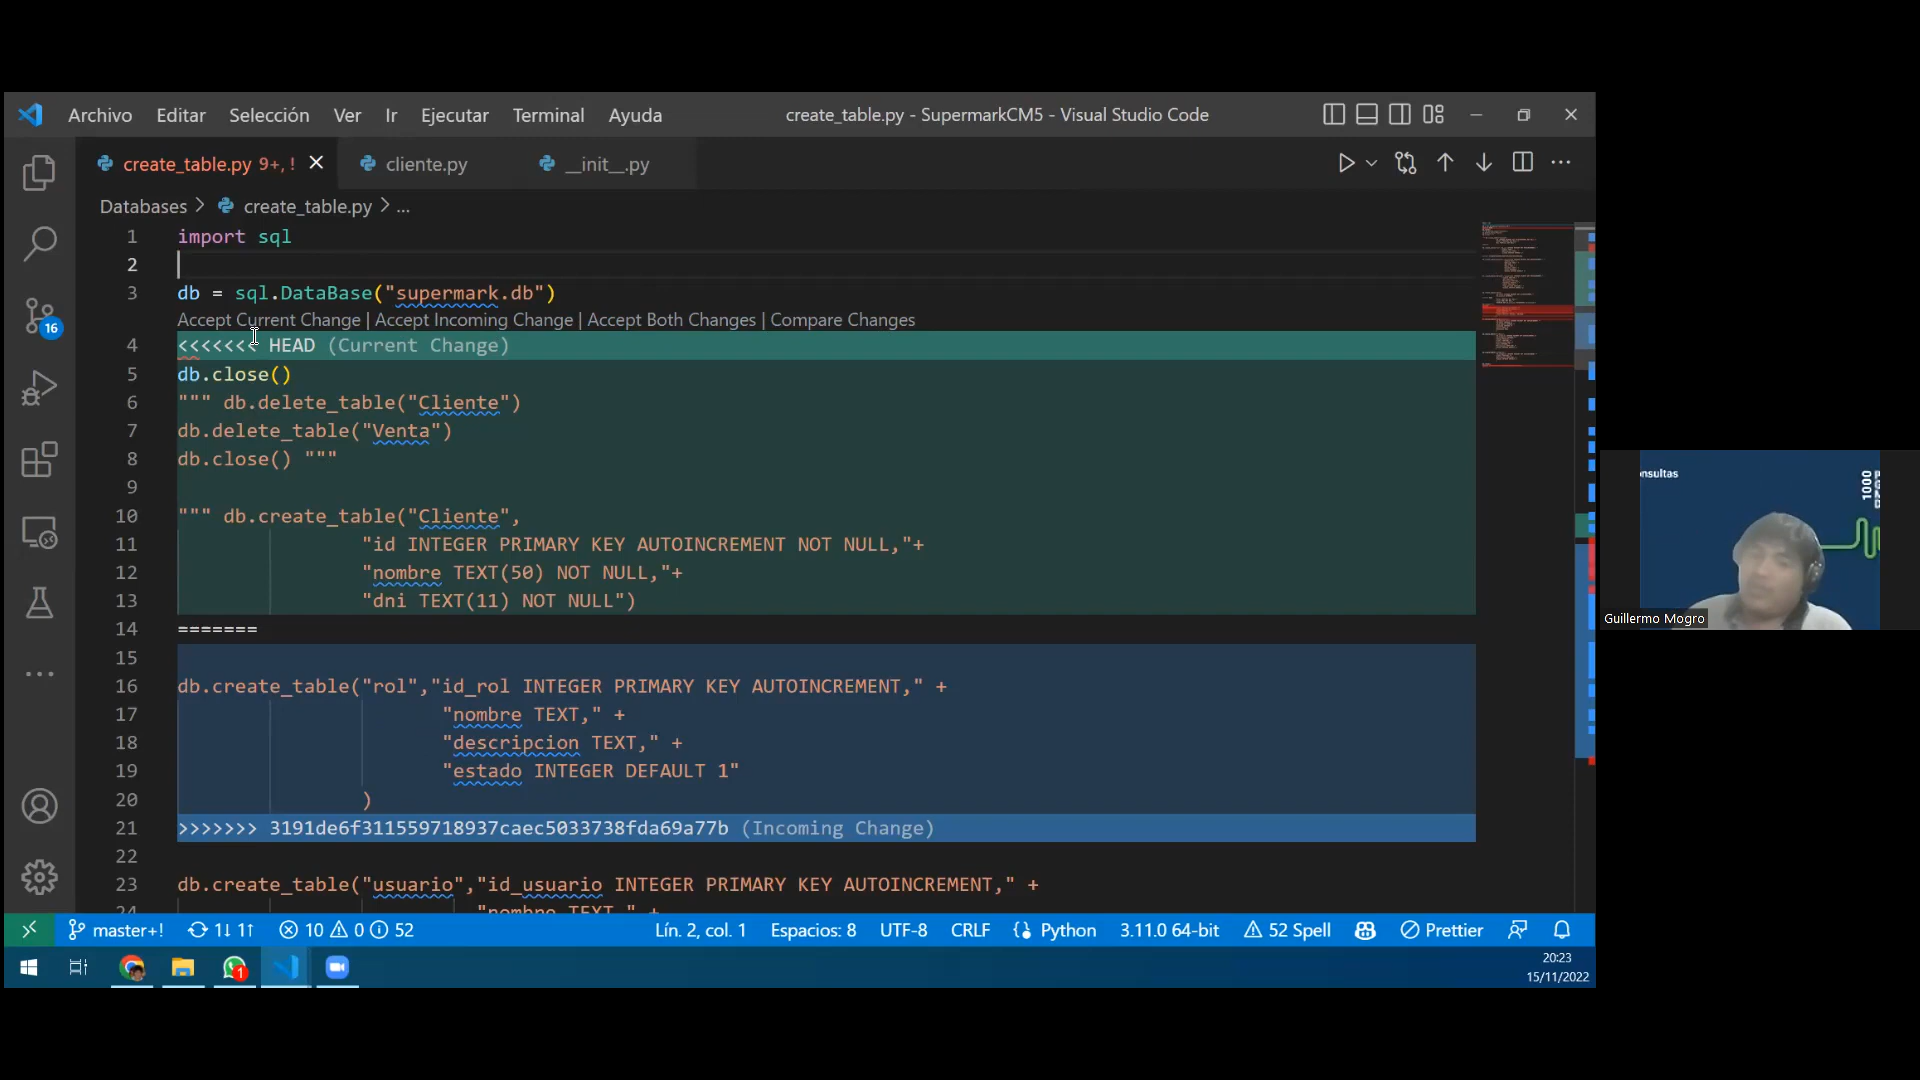 Archivo Editar Selección Ver Ir Ejecutar Terminal Ayuda create_table.py - SupermarkCM5 - Visual Studio Code
create_table.py 9+, ! cliente.py __init__.py
Databases > create_table.py > ...
1 import sql
2
3 db = sql.DataBase("supermark.db")
Accept Current Change | Accept Incoming Change | Accept Both Changes | Compare Changes
4 <<<<<<< HEAD (Current Change)
5 db.close()
6 """ db.delete_table("Cliente")
7 db.delete_table("Venta")
8 db.close() """
9
10 """ db.create_table("Cliente",
11 "id INTEGER PRIMARY KEY AUTOINCREMENT NOT NULL,"+
12 "nombre TEXT(50) NOT NULL,"+
13 "dni TEXT(11) NOT NULL")
14 =======
15
16 db.create_table("rol","id_rol INTEGER PRIMARY KEY AUTOINCREMENT," +
17 "nombre TEXT," +
18 "descripcion TEXT," +
19 "estado INTEGER DEFAULT 1"
20 )
21 >>>>>>> 3191de6f311559718937caec5033738fda69a77b (Incoming Change)
22
23 db.create_table("usuario","id_usuario INTEGER PRIMARY KEY AUTOINCREMENT," +
24 "nombre TEXT," +
16
master+! 1↓ 1↑ 10 0 52 Lín. 2, col. 1 Espacios: 8 UTF-8 CRLF Python 3.11.0 64-bit 52 Spell Prettier
1
20:23
15/11/2022
nsultas
1000
Guillermo Mogro